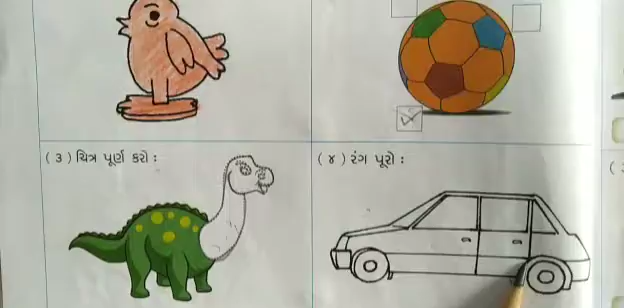 ( ૩ ) ચિત્ર પૂર્ણ કરો :
( ૪ ) રંગ પૂરો :